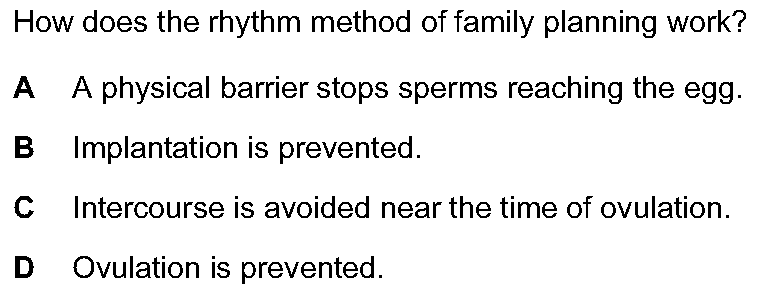 How does the rhythm method of family planning work?
A A physical barrier stops sperms reaching the egg.
B Implantation is prevented.
C Intercourse is avoided near the time of ovulation.
D Ovulation is prevented.